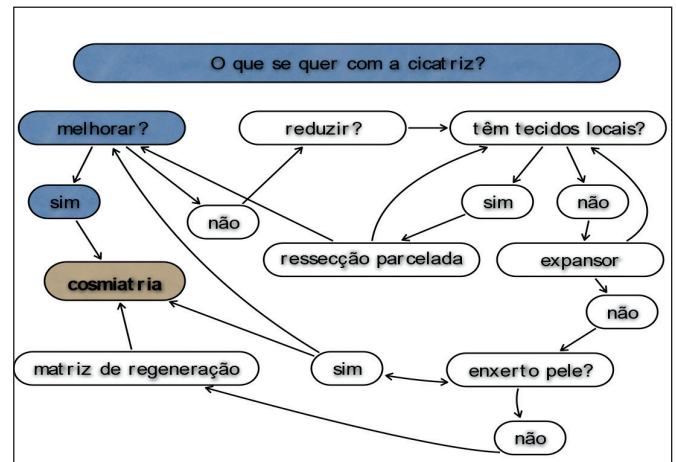 O que se quer com a cicatriz?
melhorar?
reduzir?
têm tecidos locais?
sim
não
sim
não
ressecção parcelada
expansor
cosmiatria
não
matriz de regeneração
sim
enxerto pele?
não